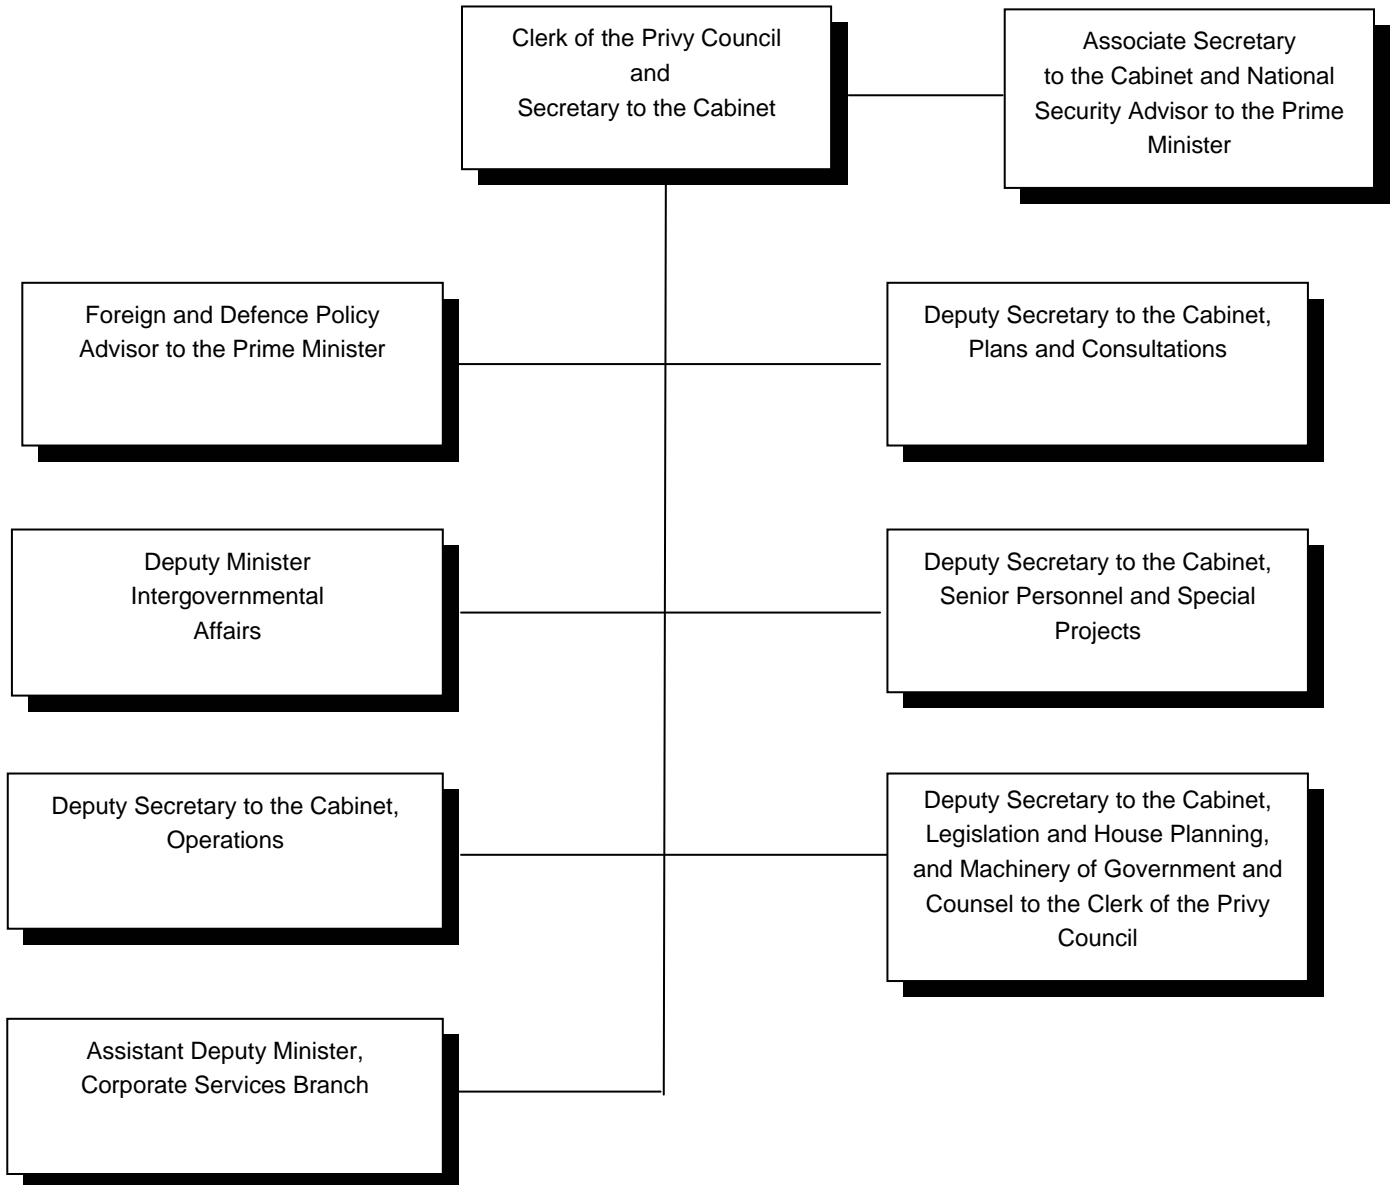 Clerk of the Privy Council
and
Secretary to the Cabinet
Associate Secretary
to the Cabinet and National
Security Advisor to the Prime
Minister
Foreign and Defence Policy
Advisor to the Prime Minister
Deputy Secretary to the Cabinet,
Plans and Consultations
Deputy Minister
Intergovernmental
Affairs
Deputy Secretary to the Cabinet,
Senior Personnel and Special
Projects
Deputy Secretary to the Cabinet,
Operations
Deputy Secretary to the Cabinet,
Legislation and House Planning,
and Machinery of Government and
Counsel to the Clerk of the Privy
Council
Assistant Deputy Minister,
Corporate Services Branch